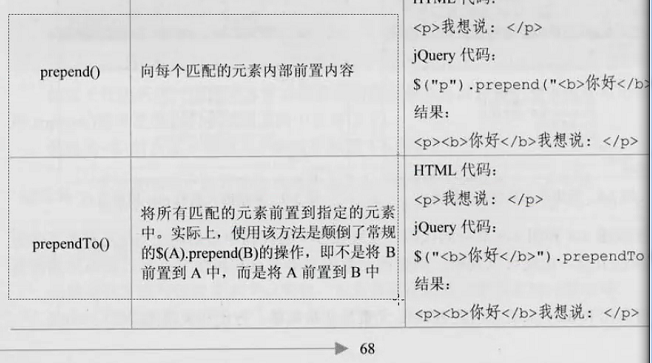 HTML 代码:
<p>我想说: </p>
prepend()
向每个匹配的元素内部前置内容
jQuery 代码:
$("p").prepend("<b>你好</b>
结果:
<p><b>你好</b>我想说: </p>
HTML 代码:
<p>我想说: </p>
prependTo()
将所有匹配的元素前置到指定的元素
中。实际上，使用该方法是颠倒了常规
的$(A).prepend(B)的操作，即不是将 B
前置到 A 中，而是将 A 前置到 B 中
jQuery 代码:
$("<b>你好</b>").prependTo
结果:
<p><b>你好</b>我想说: </p>
68